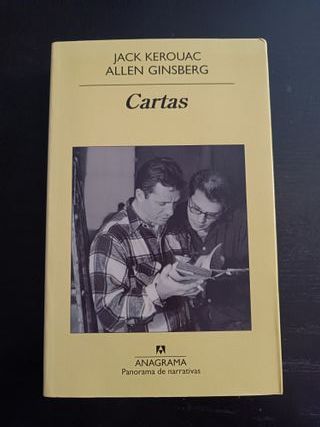 JACK KEROUAC
ALLEN GINSBERG
Cartas
ANAGRAMA
Panorama de narrativas